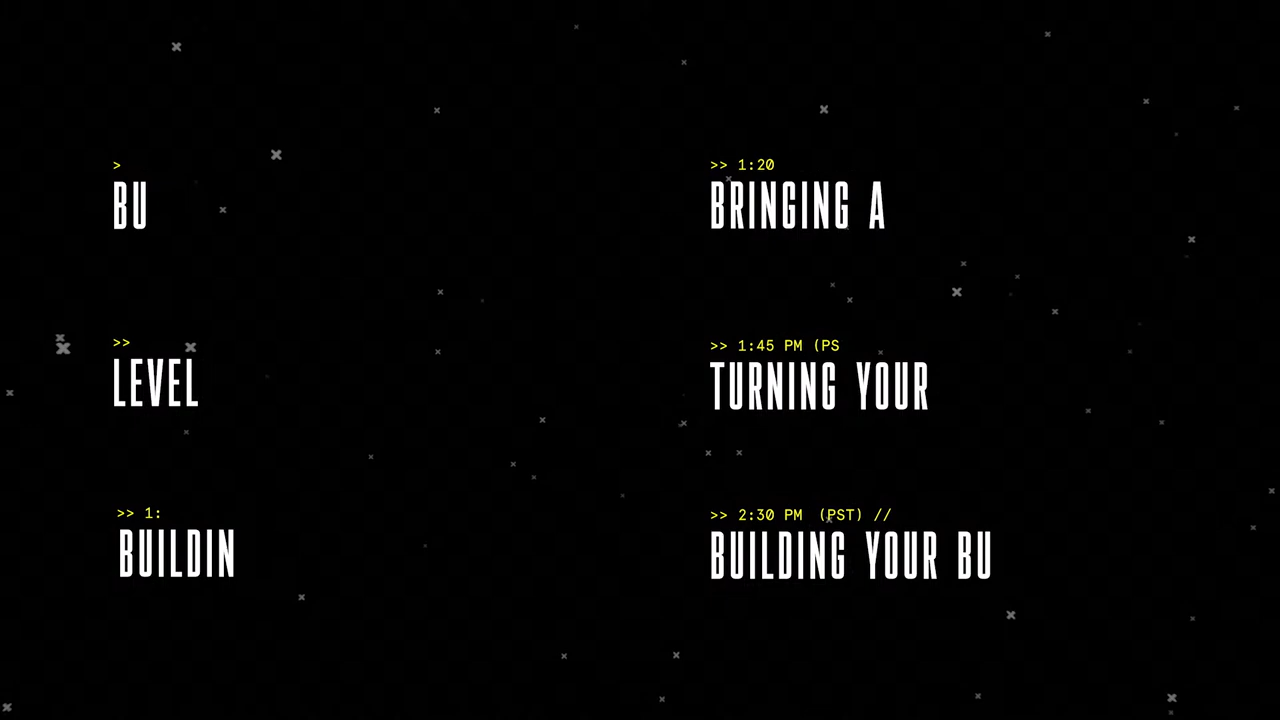 >
BU
>>
LEVEL
>> 1:
BUILDIN
>> 1:20
BRINGING A
>> 1:45 PM (PS
TURNING YOUR
>> 2:30 PM (PST) //
BUILDING YOUR BU